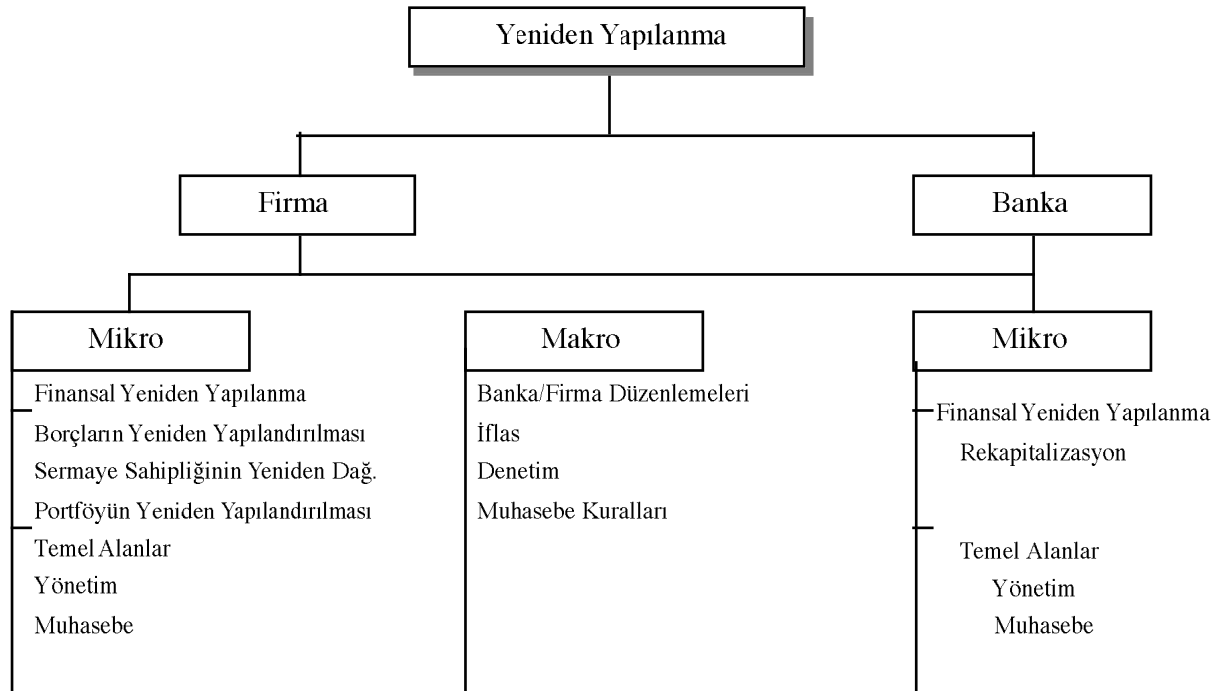 Yeniden Yapılanma
Firma
Banka
Mikro
Finansal Yeniden Yapılanma
Borçların Yeniden Yapılandırılması
Sermaye Sahipliğinin Yeniden Dağ.
Portföyün Yeniden Yapılandırılması
Temel Alanlar
Yönetim
Muhasebe
Makro
Banka/Firma Düzenlemeleri
İflas
Denetim
Muhasebe Kuralları
Mikro
Finansal Yeniden Yapılanma
Rekapitalizasyon
Temel Alanlar
Yönetim
Muhasebe